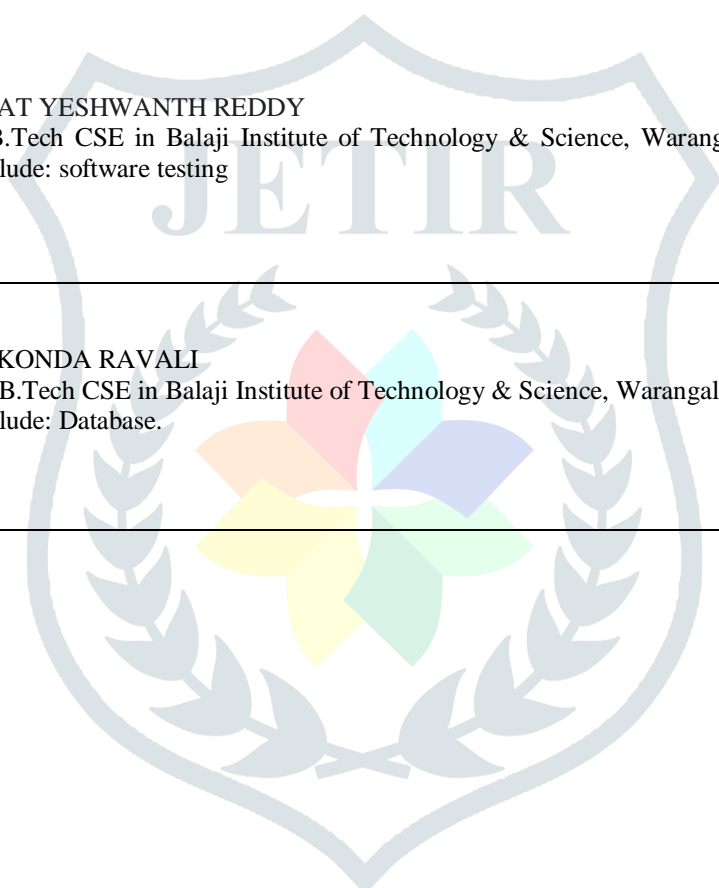 AT YESHWANTH REDDY
B.Tech CSE in Balaji Institute of Technology & Science, Warang
lude: software testing
JETIR
KONDA RAVALI
B.Tech CSE in Balaji Institute of Technology & Science, Warangal
lude: Database.